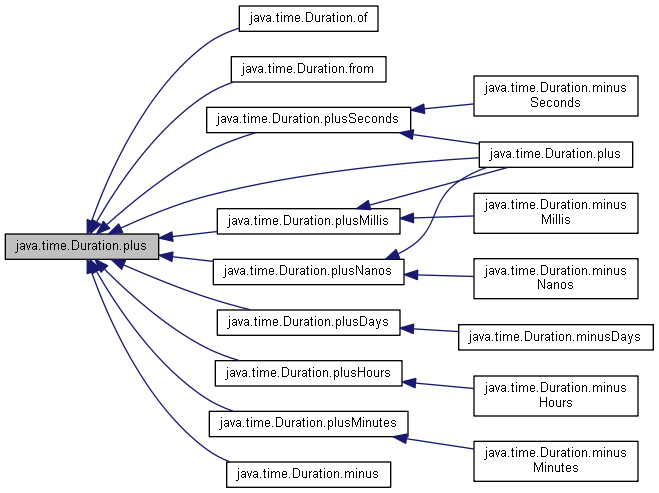 java.time.Duration.of
java.time.Duration.from
java.time.Duration.minus
Seconds
java.time.Duration.plusSeconds
java.time.Duration.plus
java.time.Duration.minus
Millis
java.time.Duration.plusMillis
java.time.Duration.plus
java.time.Duration.plusNanos
java.time.Duration.minus
Nanos
java.time.Duration.plusDays
java.time.Duration.minusDays
java.time.Duration.plusHours
java.time.Duration.minus
Hours
java.time.Duration.plusMinutes
java.time.Duration.minus
Minutes
java.time.Duration.minus